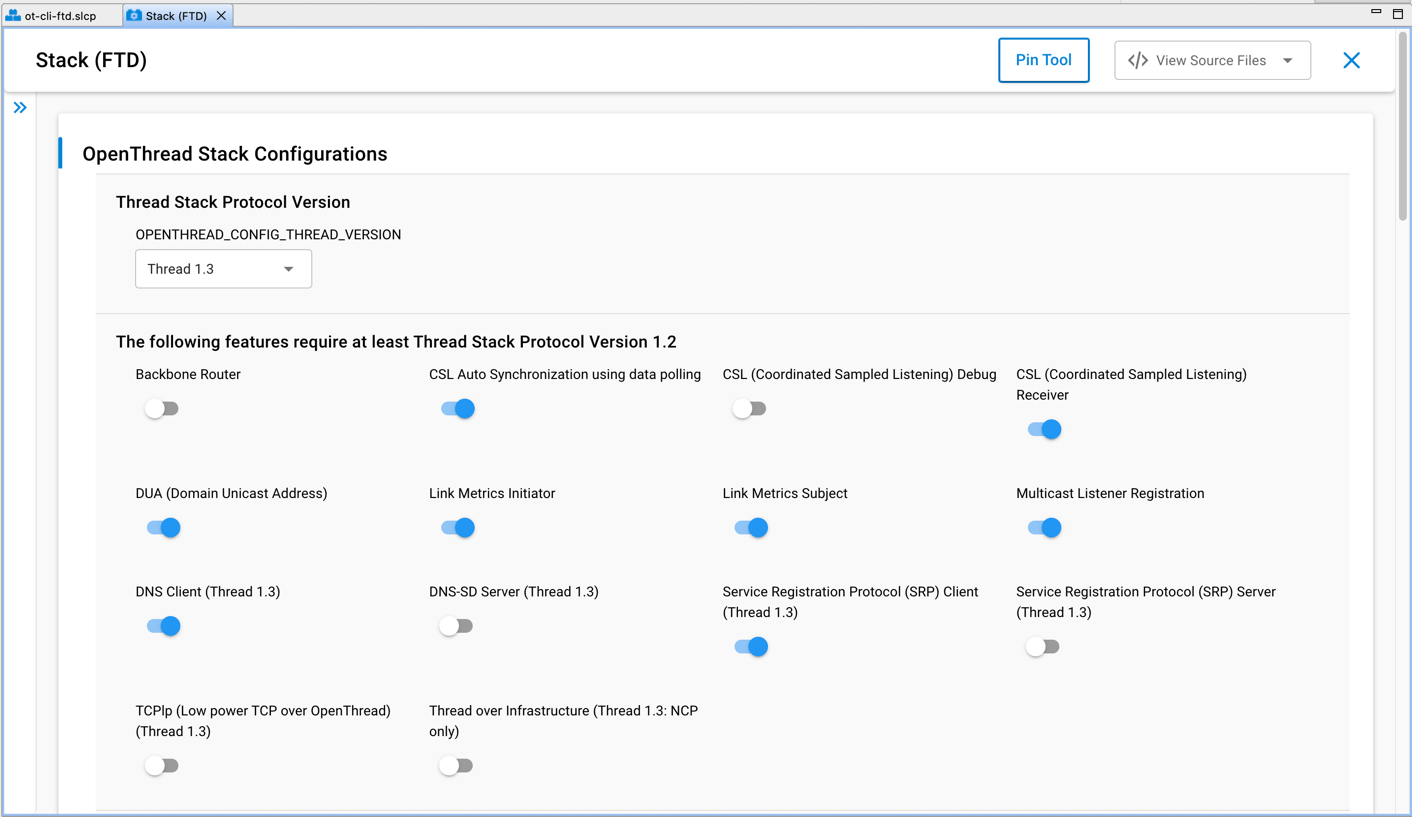 ot-cli-ftd.slcp
Stack (FTD)
Stack (FTD)
Pin Tool
View Source Files
OpenThread Stack Configurations
Thread Stack Protocol Version
OPENTHREAD_CONFIG_THREAD_VERSION
Thread 1.3
The following features require at least Thread Stack Protocol Version 1.2
Backbone Router
CSL Auto Synchronization using data polling
CSL (Coordinated Sampled Listening) Debug
CSL (Coordinated Sampled Listening)
Receiver
DUA (Domain Unicast Address)
Link Metrics Initiator
Link Metrics Subject
Multicast Listener Registration
DNS Client (Thread 1.3)
DNS-SD Server (Thread 1.3)
Service Registration Protocol (SRP) Client
(Thread 1.3)
Service Registration Protocol (SRP) Server
(Thread 1.3)
TCPlp (Low power TCP over OpenThread)
(Thread 1.3)
Thread over Infrastructure (Thread 1.3: NCP
only)